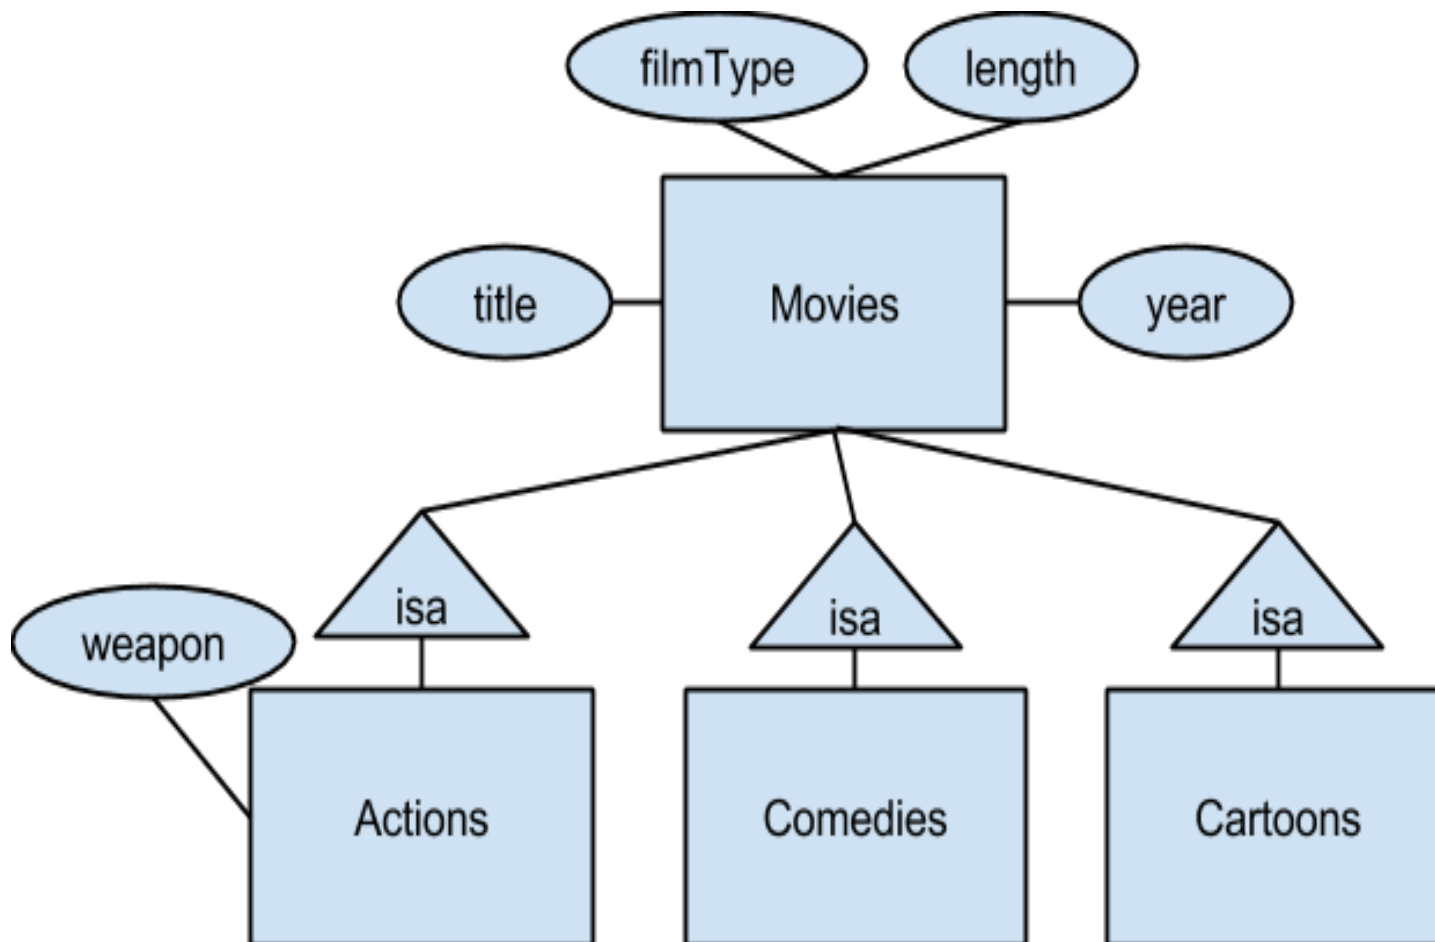 filmType
length
title
Movies
year
isa
isa
isa
weapon
Actions
Comedies
Cartoons